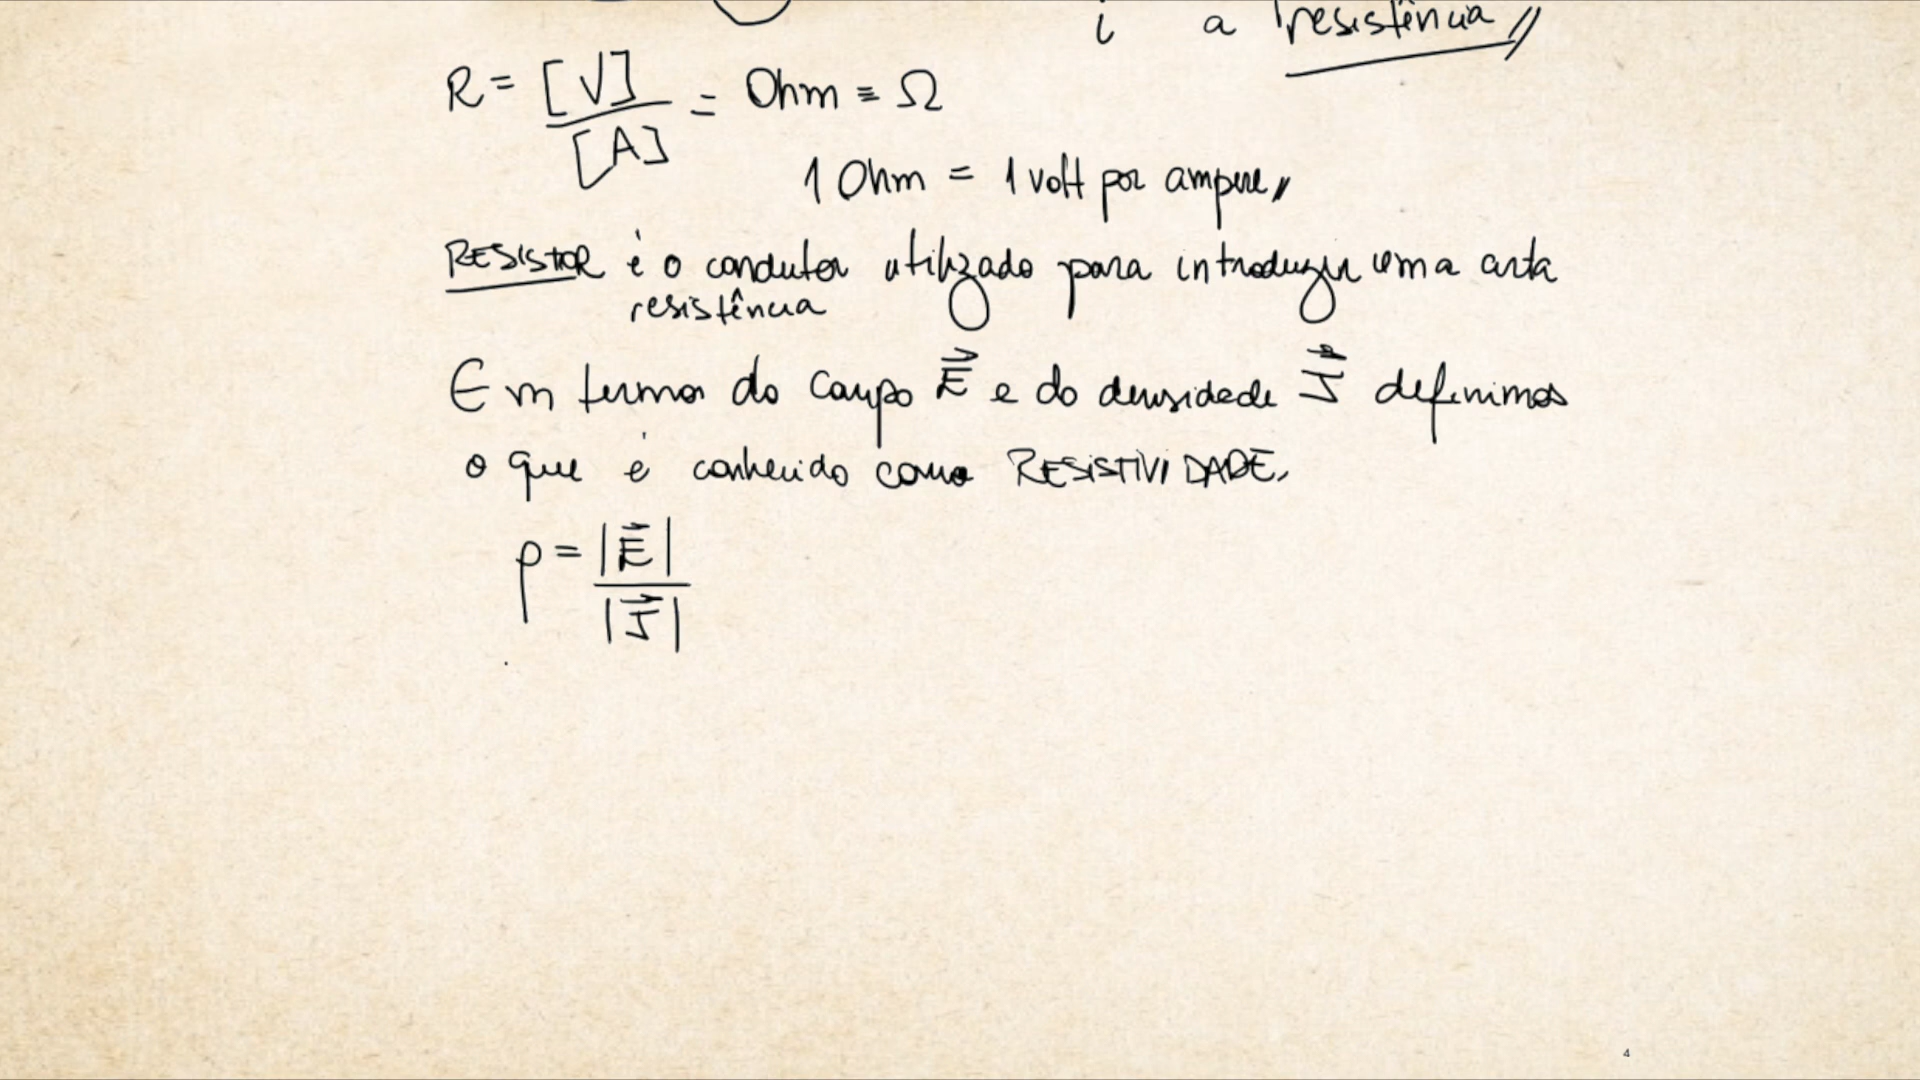 i a resistência //
R = [V] / [A] = Ohm ≡ Ω
1 Ohm = 1 volt por ampere //
RESISTOR é o condutor utilizado para introduzir uma certa
resistência
Em termos do campo E⃗ e do densidade J⃗ definimos
o que é conhecido como RESISTIVIDADE.
ρ = |E⃗| / |J⃗|
4